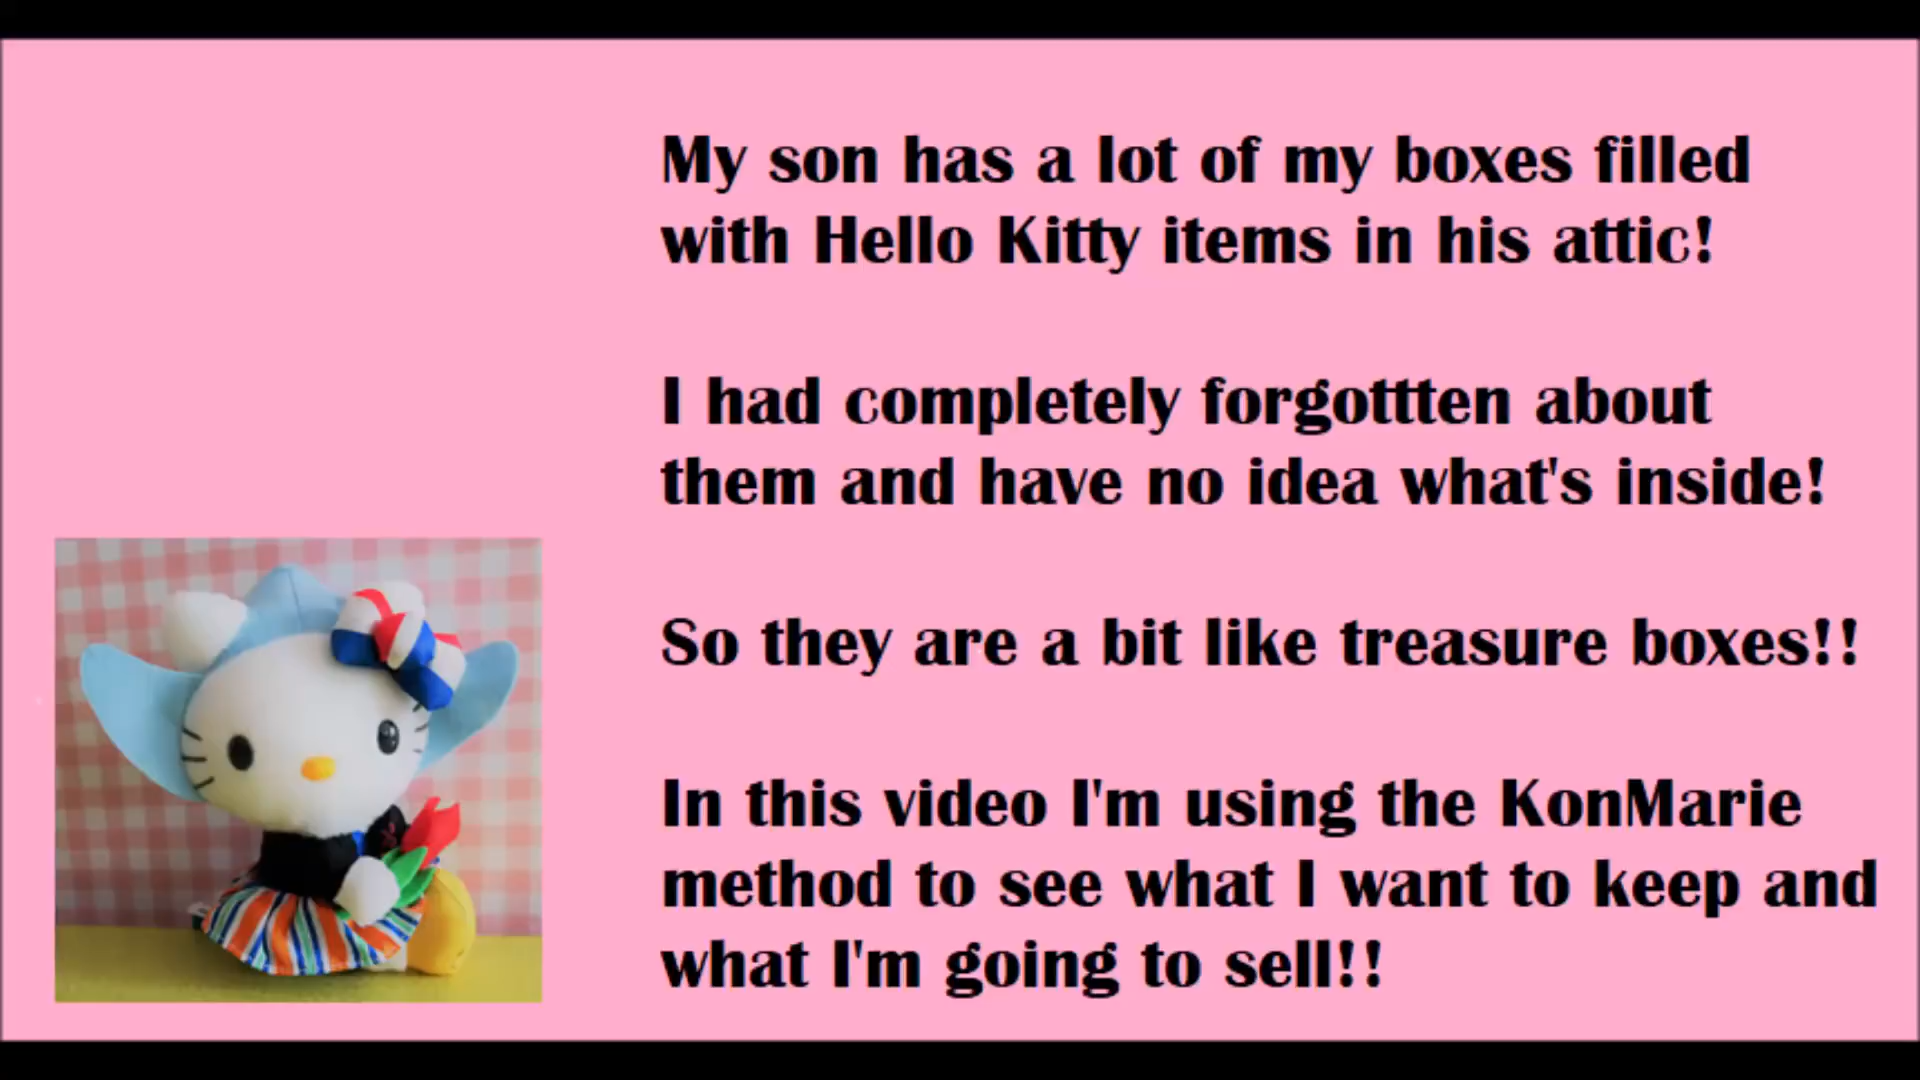 My son has a lot of my boxes filled
with Hello Kitty items in his attic!
I had completely forgottten about
them and have no idea what's inside!
So they are a bit like treasure boxes!!
In this video I'm using the KonMarie
method to see what I want to keep and
what I'm going to sell!!